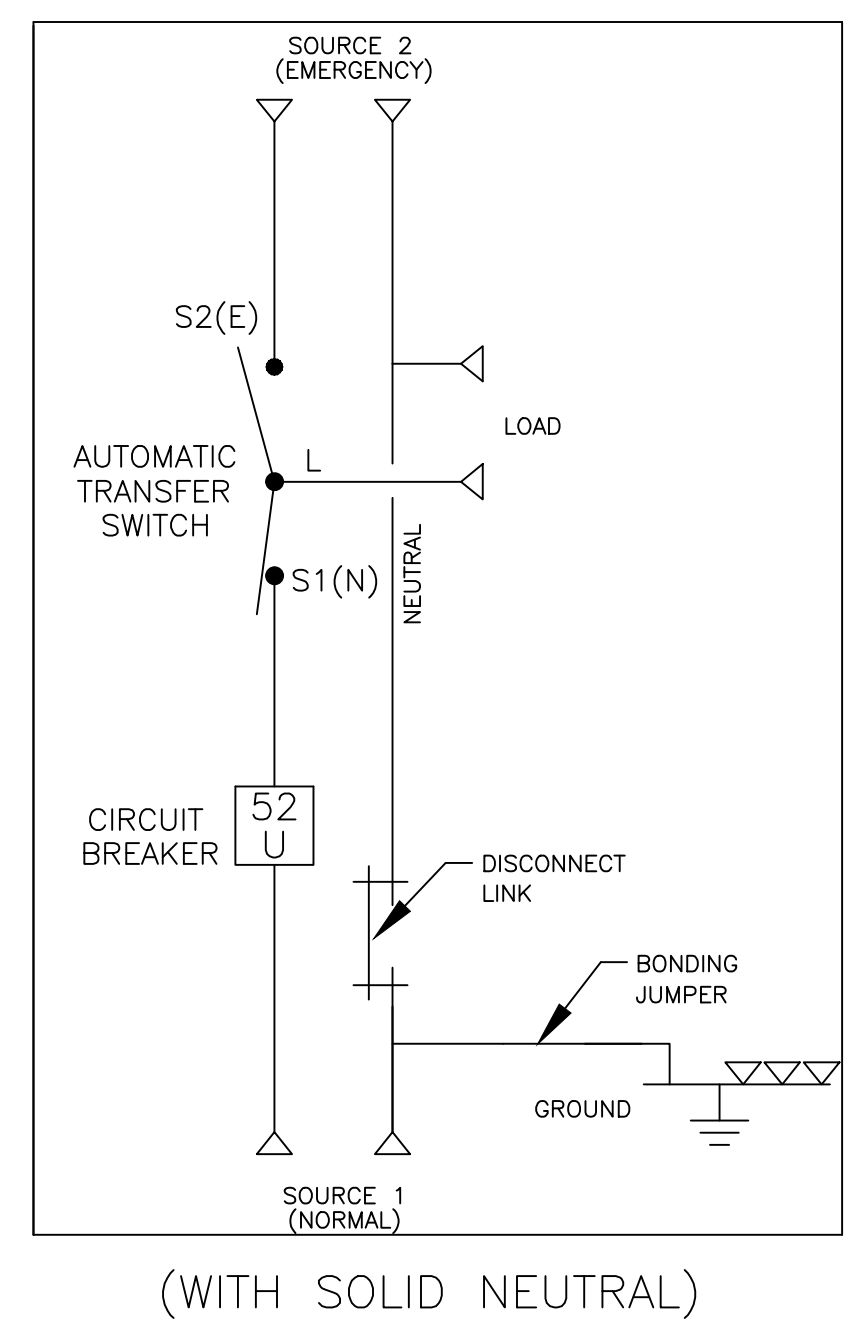 SOURCE 2
(EMERGENCY)
S2(E)
LOAD
AUTOMATIC
TRANSFER
SWITCH
L
S1(N)
NEUTRAL
CIRCUIT
BREAKER
52
U
DISCONNECT
LINK
BONDING
JUMPER
GROUND
SOURCE 1
(NORMAL)
(WITH SOLID NEUTRAL)